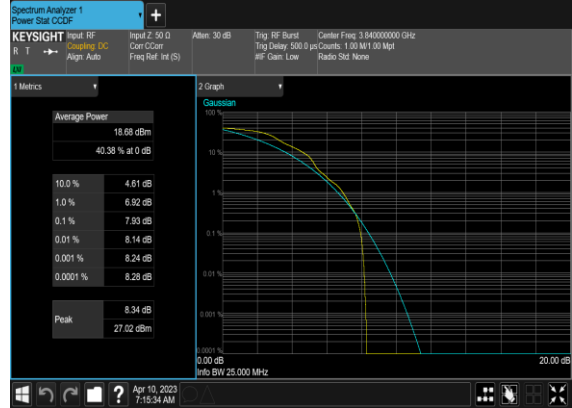 Spectrum Analyzer 1
Power Stat CCDF
+
KEYSIGHT
R T
Input: RF
Coupling: DC
Align: Auto
Input Z: 50 Ω
Corr CCorr
Freq Ref: Int (S)
Atten: 30 dB
Trig: RF Burst
Trig Delay: 500.0 µs
#IF Gain: Low
Center Freq: 3.840000000 GHz
Counts: 1.00 M/1.00 Mpt
Radio Std: None
1 Metrics
Average Power
18.68 dBm
40.38 % at 0 dB
10.0 % 4.61 dB
1.0 % 6.92 dB
0.1 % 7.93 dB
0.01 % 8.14 dB
0.001 % 8.24 dB
0.0001 % 8.28 dB
Peak
8.34 dB
27.02 dBm
2 Graph
Gaussian
100 %
10 %
1 %
0.1 %
0.01 %
0.001 %
0.0001 %
0.00 dB
20.00 dB
Info BW 25.000 MHz
?
Apr 10, 2023
7:15:34 AM